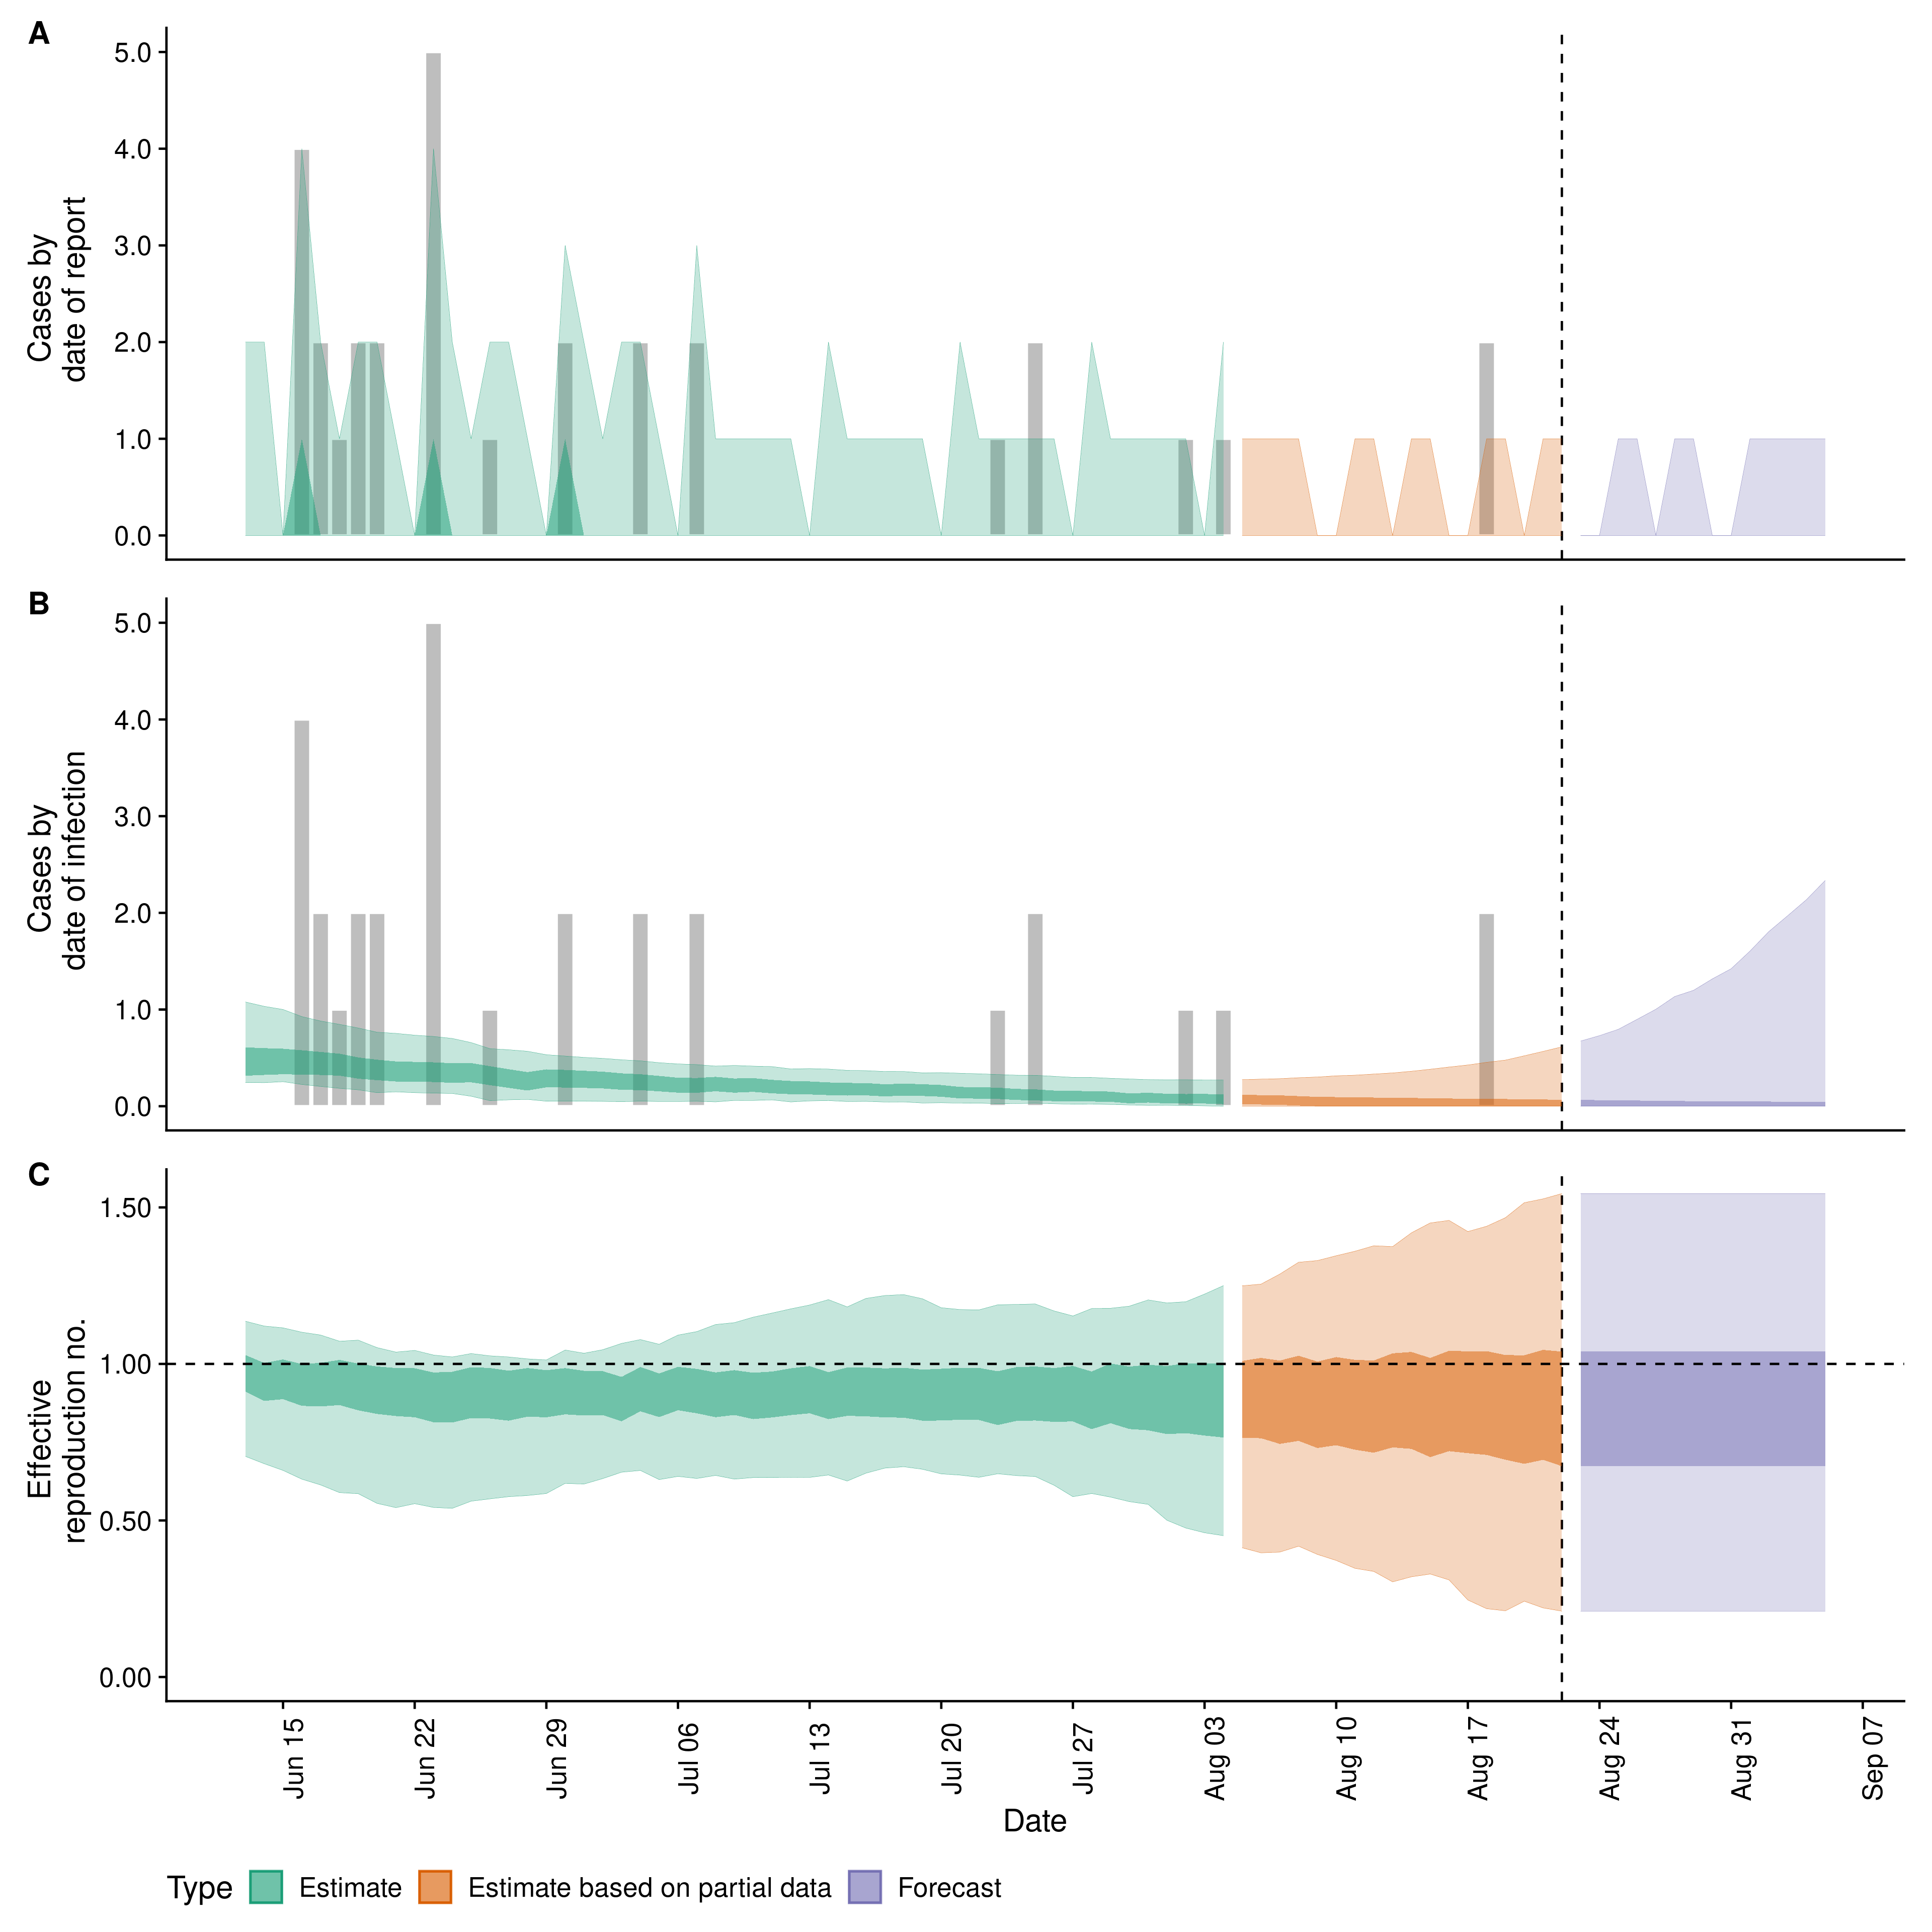 A
5.0
4.0
3.0
2.0
1.0
0.0
Cases by
date of report
B
5.0
4.0
3.0
2.0
1.0
0.0
Cases by
date of infection
C
1.50
1.00
0.50
0.00
Effective
reproduction no.
Jun 15
Jun 22
Jun 29
Jul 06
Jul 13
Jul 20
Jul 27
Aug 03
Aug 10
Aug 17
Aug 24
Aug 31
Sep 07
Date
Type Estimate Estimate based on partial data Forecast